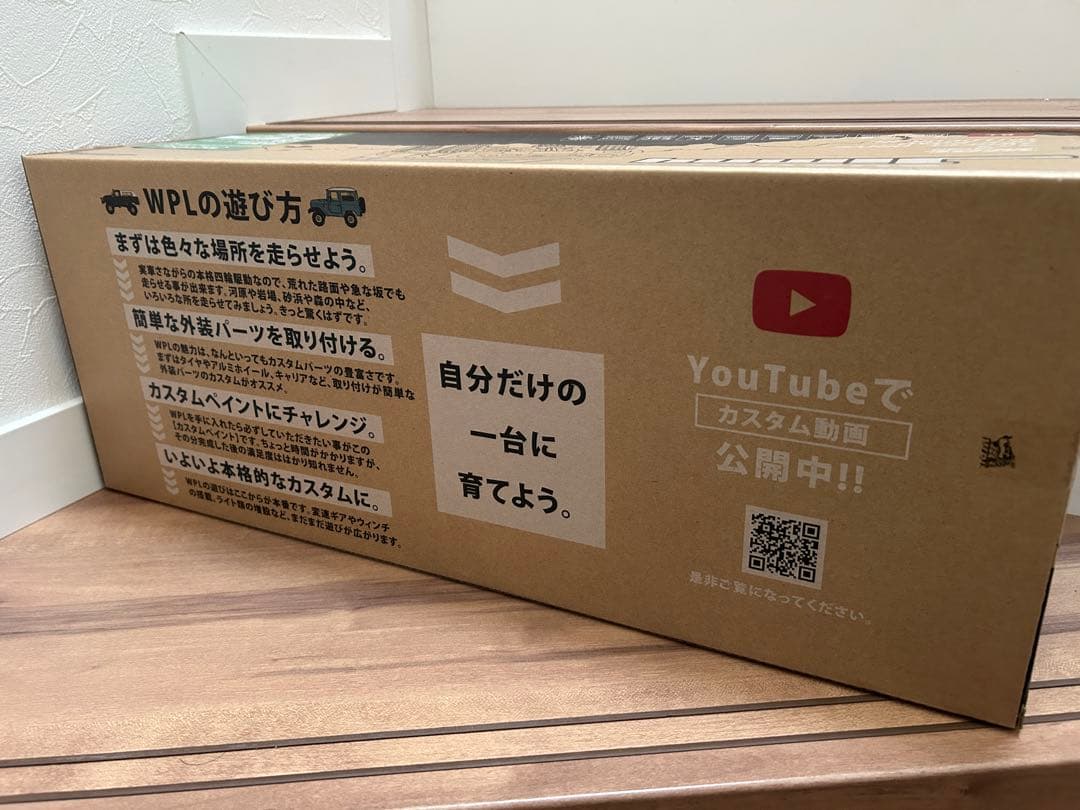 WPLの遊び方
まずは色々な場所を走らせよう。
実車さながらの本格四輪駆動なので、荒れた路面や急な坂でも
走らせる事が出来ます。河原や岩場、砂浜や森の中など、
いろいろな所を走らせてみましょう。きっと驚くはずです。
簡単な外装パーツを取り付ける。
WPLの魅力は、なんといってもカスタムパーツの豊富さです。
まずはタイヤやアルミホイール、キャリアなど、取り付けが簡単な
外装パーツのカスタムがオススメ。
カスタムペイントにチャレンジ。
WPLを手に入れたら必ずしていただきたい事がこの
【カスタムペイント】です。ちょっと時間がかかりますが、
その分完成した後の満足度ははかり知れません。
いよいよ本格的なカスタムに。
WPLの遊びはここからが本番です。変速ギアやウィンチ
の搭載、ライト類の増設など、まだまだ遊びが広がります。
自分だけの
一台に
育てよう。
YouTubeで
カスタム動画
公開中!!
是非ご覧になってください。